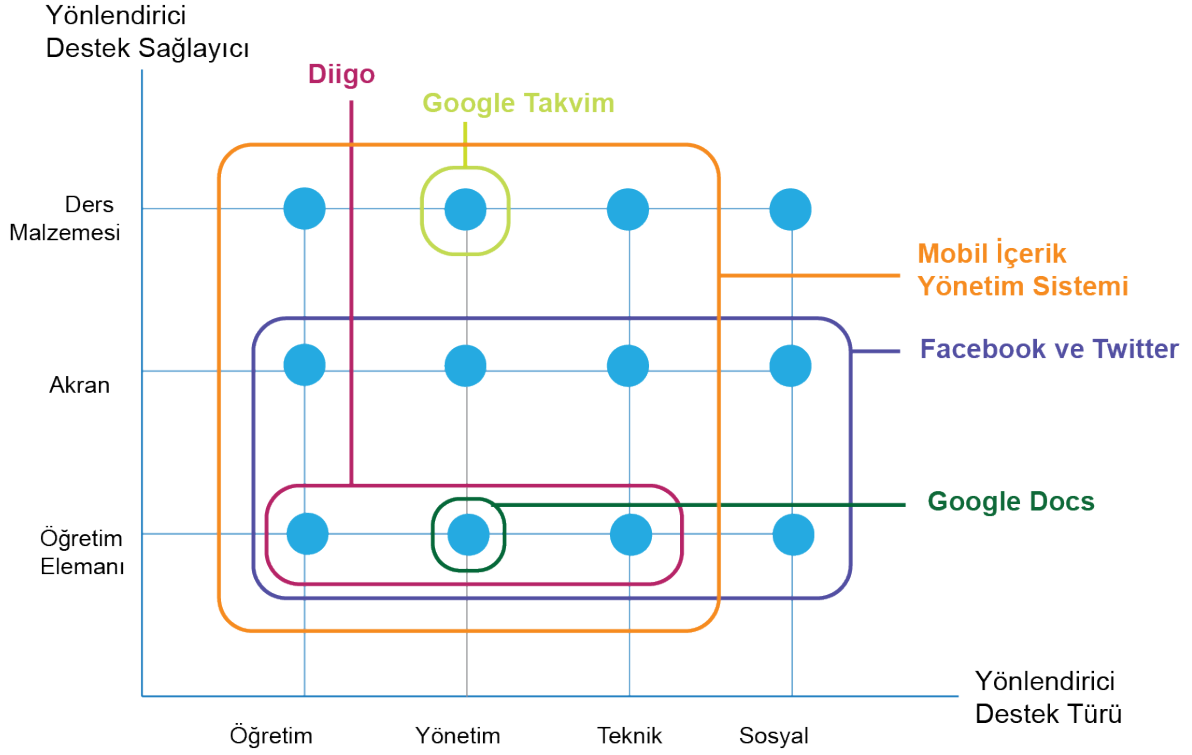 Yönlendirici
Destek Sağlayıcı
Diigo
Google Takvim
Ders
Malzemesi
Mobil İçerik
Yönetim Sistemi
Facebook ve Twitter
Akran
Google Docs
Öğretim
Elemanı
Yönlendirici
Destek Türü
Öğretim
Yönetim
Teknik
Sosyal